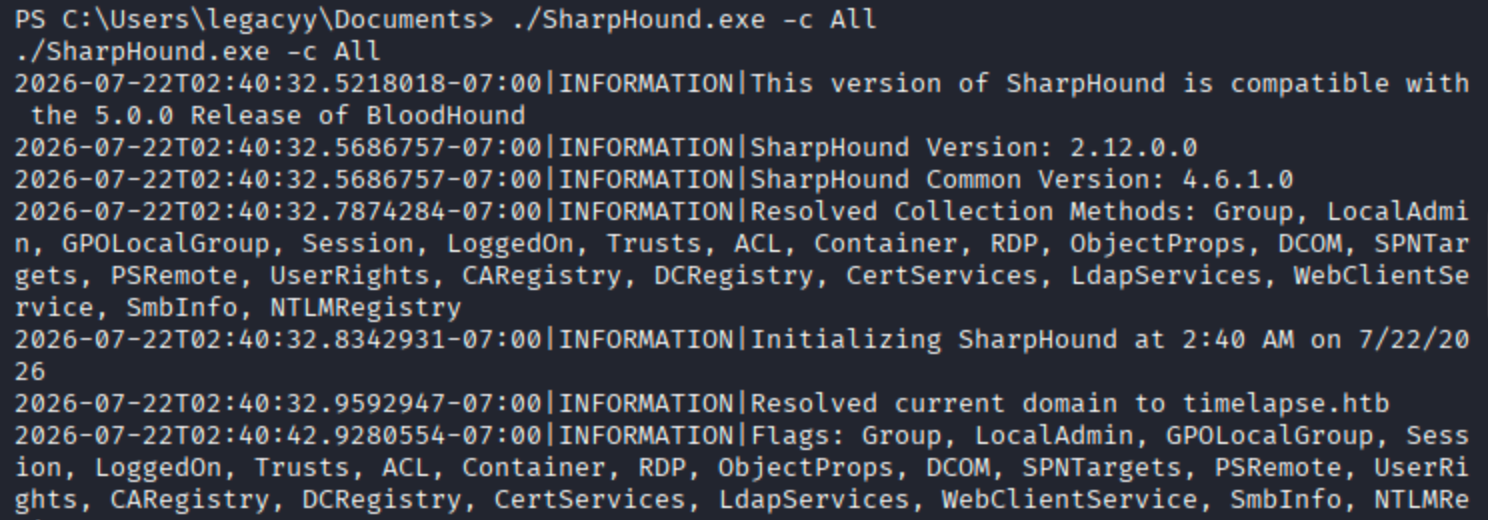 PS C:\Users\legacyy\Documents> ./SharpHound.exe -c All
./SharpHound.exe -c All
2026-07-22T02:40:32.5218018-07:00|INFORMATION|This version of SharpHound is compatible with
 the 5.0.0 Release of BloodHound
2026-07-22T02:40:32.5686757-07:00|INFORMATION|SharpHound Version: 2.12.0.0
2026-07-22T02:40:32.5686757-07:00|INFORMATION|SharpHound Common Version: 4.6.1.0
2026-07-22T02:40:32.7874284-07:00|INFORMATION|Resolved Collection Methods: Group, LocalAdmi
n, GPOLocalGroup, Session, LoggedOn, Trusts, ACL, Container, RDP, ObjectProps, DCOM, SPNTar
gets, PSRemote, UserRights, CARegistry, DCRegistry, CertServices, LdapServices, WebClientSe
rvice, SmbInfo, NTLMRegistry
2026-07-22T02:40:32.8342931-07:00|INFORMATION|Initializing SharpHound at 2:40 AM on 7/22/20
26
2026-07-22T02:40:32.9592947-07:00|INFORMATION|Resolved current domain to timelapse.htb
2026-07-22T02:40:42.9280554-07:00|INFORMATION|Flags: Group, LocalAdmin, GPOLocalGroup, Sess
ion, LoggedOn, Trusts, ACL, Container, RDP, ObjectProps, DCOM, SPNTargets, PSRemote, UserRi
ghts, CARegistry, DCRegistry, CertServices, LdapServices, WebClientService, SmbInfo, NTLMRe